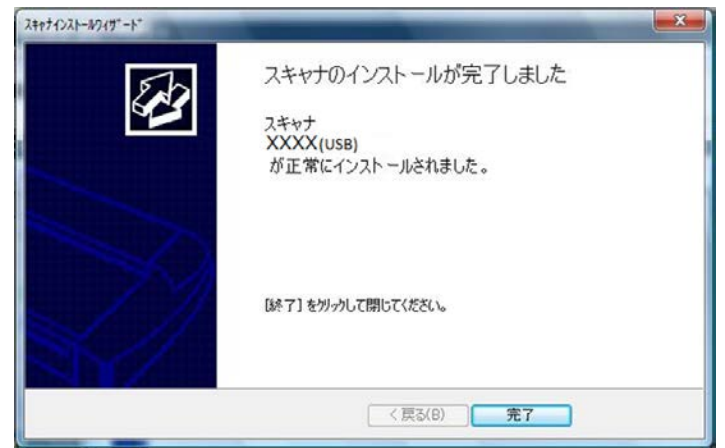 スキャナインストールウィザード
スキャナのインストールが完了しました
スキャナ
XXXX(USB)
が正常にインストールされました。
[終了] をクリックして閉じてください。
< 戻る(B)
完了